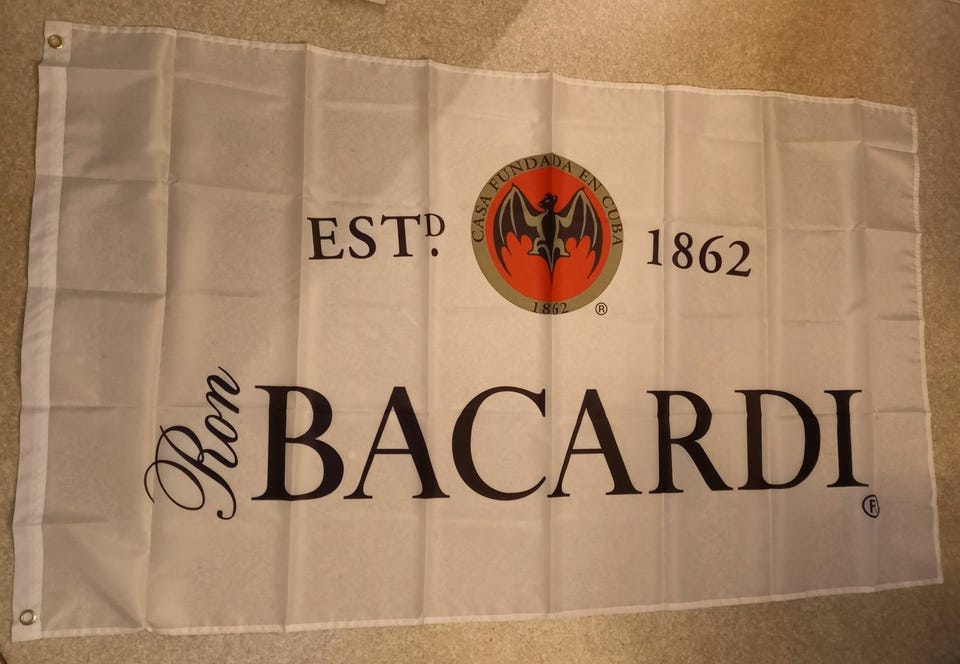 CASA FUNDADA EN CUBA
ESTᴰ. 1862
1862 ®
Ron BACARDI ®